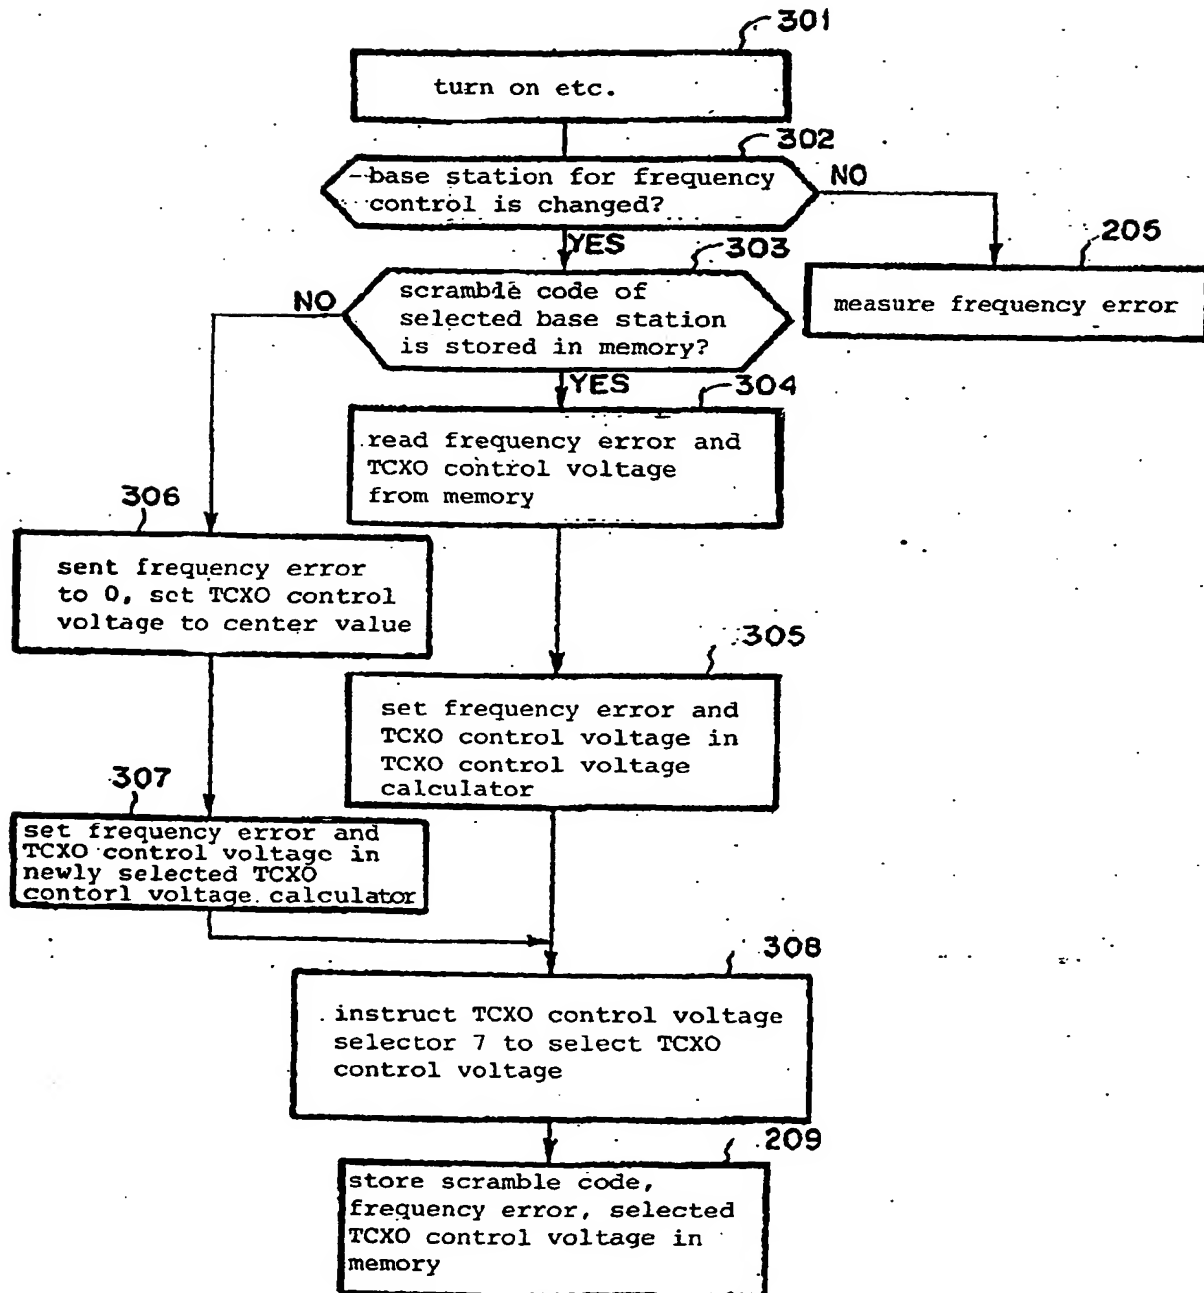 301
turn on etc.
302
base station for frequency
control is changed?
NO
YES
303
205
measure frequency error
NO
scramble code of
selected base station
is stored in memory?
YES
304
read frequency error and
TCXO control voltage
from memory
306
sent frequency error
to 0, set TCXO control
voltage to center value
305
set frequency error and
TCXO control voltage in
TCXO control voltage
calculator
307
set frequency error and
TCXO control voltage in
newly selected TCXO
contorl voltage calculator
308
instruct TCXO control voltage
selector 7 to select TCXO
control voltage
209
store scramble code,
frequency error, selected
TCXO control voltage in
memory